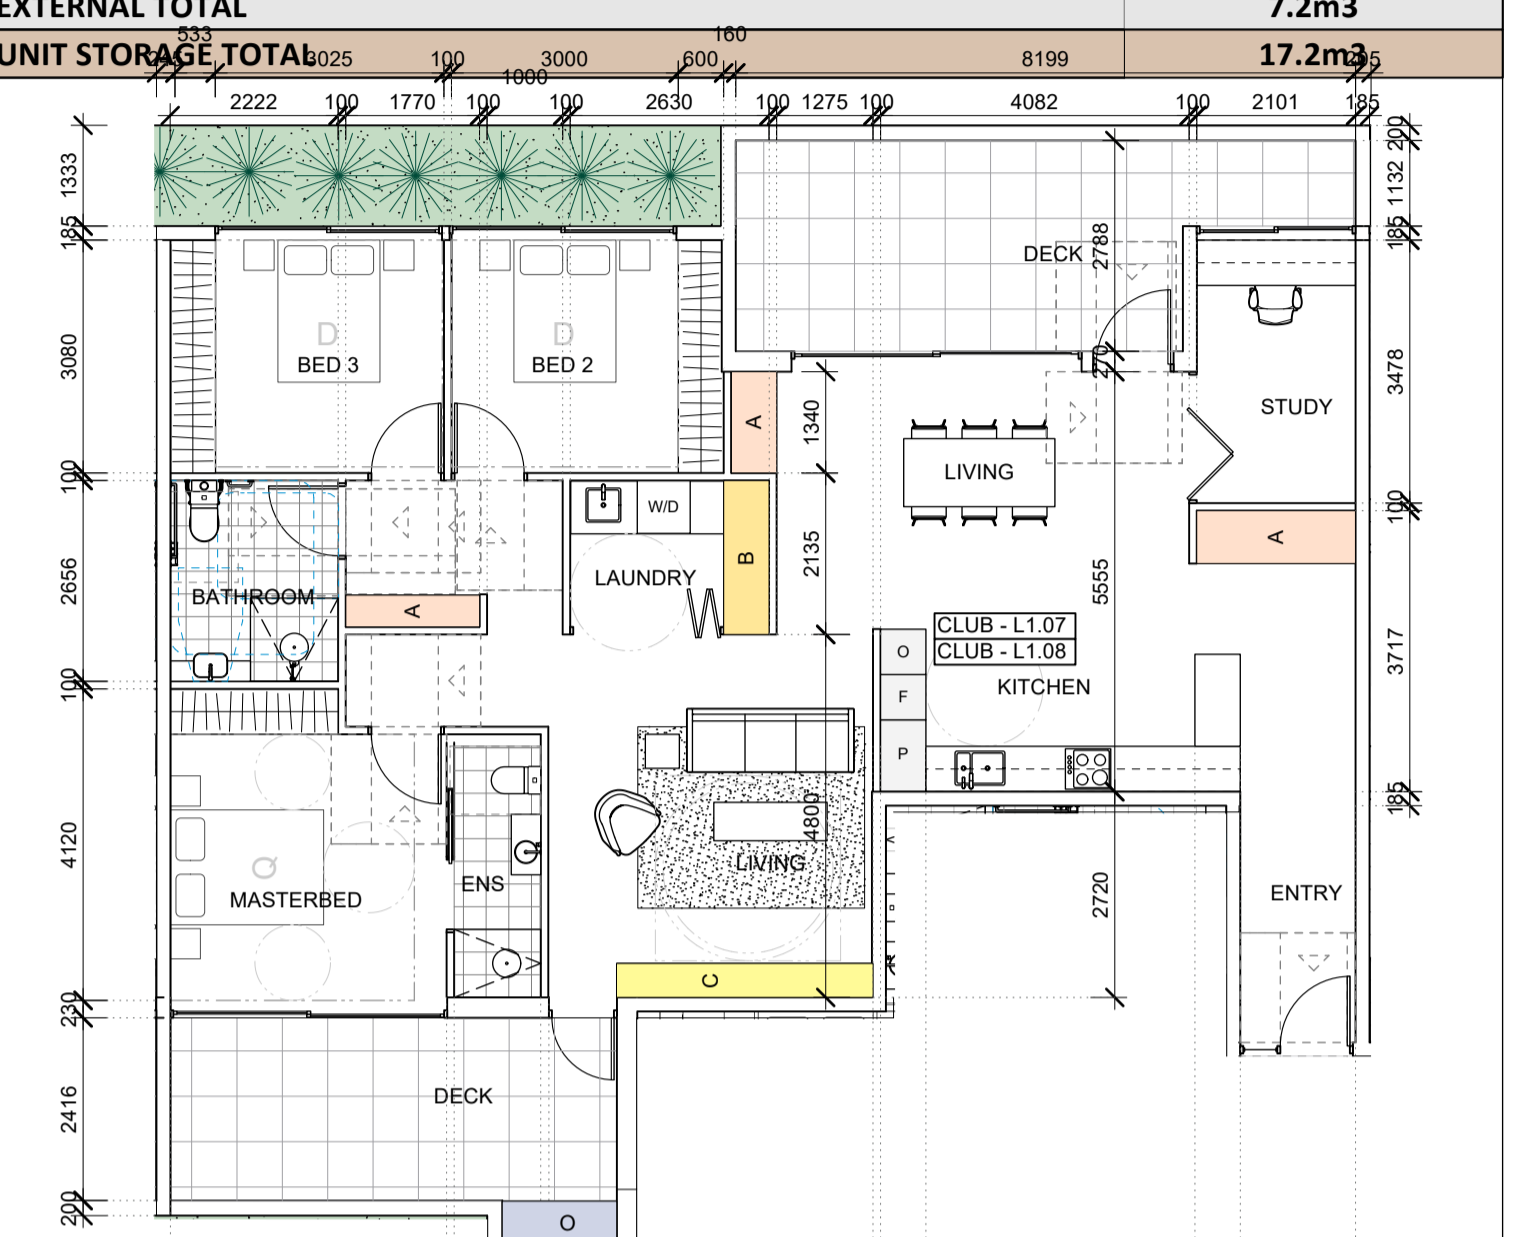 EXTERNAL TOTAL 7.2m3
UNIT STORAGE TOTAL 17.2m3
533 160
3025 100 3000 600 8199
1000
2222 100 1770 100 100 2630 100 1275 100 4082 100 2101 185
1333
185
3080
100
2656
100
4120
230
2416
200
200
1132
185
3478
100
3717
185
DECK
2788
270
D
BED 3
D
BED 2
A
1340
STUDY
LIVING
W/D
A
B
2135
LAUNDRY
5555
BATHROOM
A
CLUB - L1.07
CLUB - L1.08
O
KITCHEN
F
P
4800
LIVING
Q
MASTERBED
ENS
2720
ENTRY
C
DECK
O